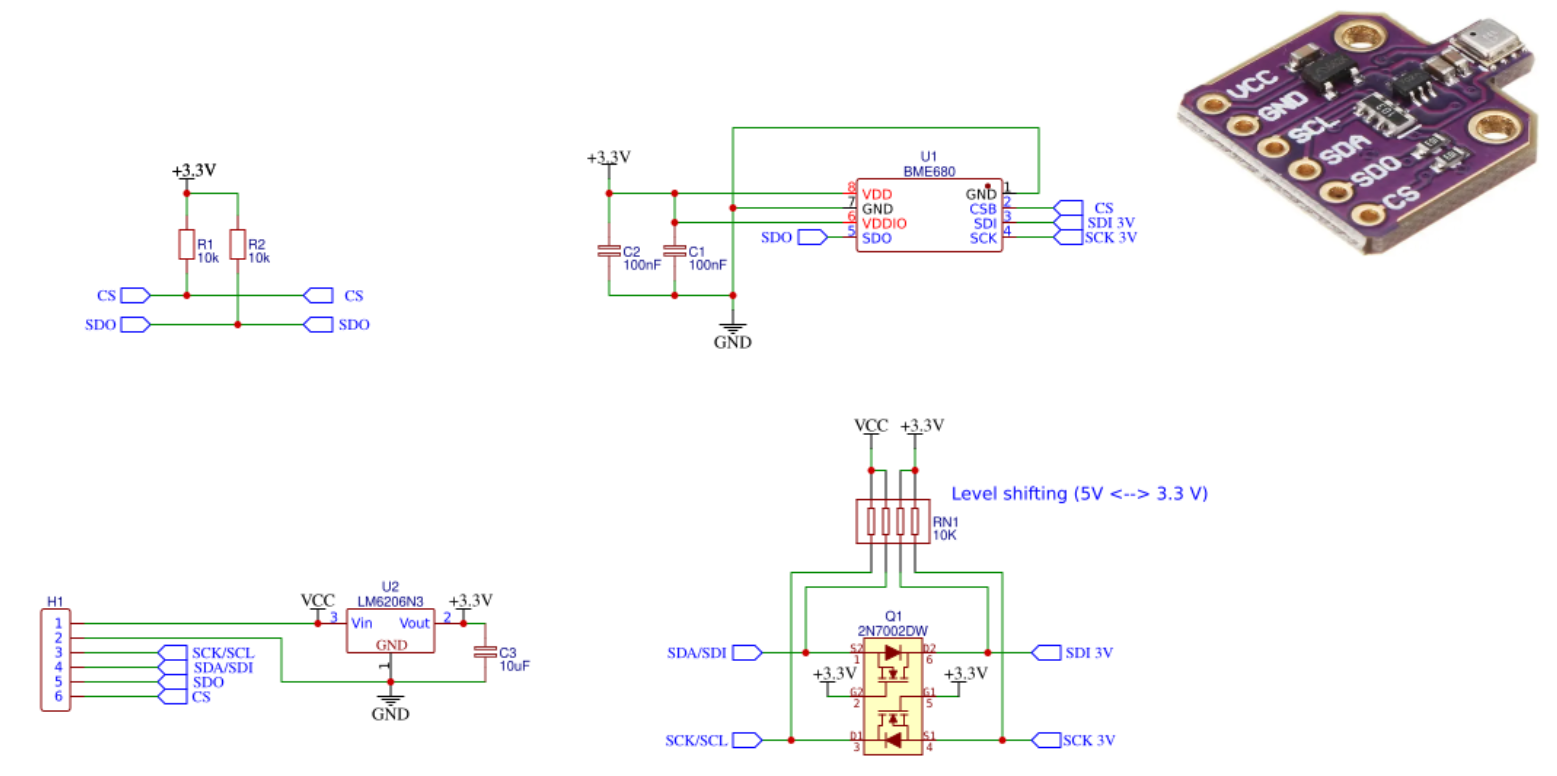 +3.3V
R1
10k
R2
10k
CS
CS
SDO
SDO
+3.3V
C2
100nF
C1
100nF
GND
SDO
U1
BME680
8
VDD
7
GND
6
VDDIO
5
SDO
GND
1
CSB
2
SDI
3
SCK
4
CS
SDI 3V
SCK 3V
VCC
GND
SCL
SDA
SDO
CS
103
H1
1
2
3
4
5
6
SCK/SCL
SDA/SDI
SDO
CS
VCC
U2
LM6206N3
3
Vin
Vout
2
GND
1
+3.3V
C3
10uF
GND
VCC
+3.3V
Level shifting (5V <--> 3.3 V)
RN1
10K
Q1
2N7002DW
SDA/SDI
S2
1
D2
6
SDI 3V
+3.3V
G2
2
G1
5
+3.3V
SCK/SCL
D1
3
S1
4
SCK 3V